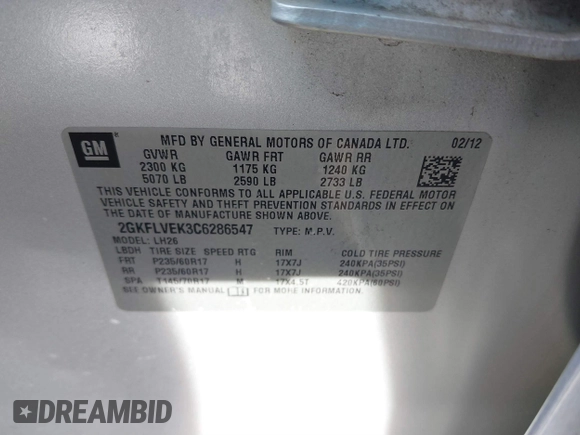 GM
MFD BY GENERAL MOTORS OF CANADA LTD. 02/12
GVWR GAWR FRT GAWR RR
2300 KG 1175 KG 1240 KG
5070 LB 2590 LB 2733 LB
THIS VEHICLE CONFORMS TO ALL APPLICABLE U.S. FEDERAL MOTOR
VEHICLE SAFETY AND THEFT PREVENTION STANDARDS
IN EFFECT ON THE DATE OF MANUFACTURE SHOWN ABOVE.
2GKFLVEK3C6286547 TYPE: M.P.V.
MODEL: LH26
LBDH TIRE SIZE SPEED RTG RIM COLD TIRE PRESSURE
FRT P235/60R17 H 17X7J 240KPA(35PSI)
RR P235/60R17 H 17X7J 240KPA(35PSI)
SPA T145/70R17 M 17X4.5T 420KPA(60PSI)
SEE OWNER'S MANUAL FOR MORE INFORMATION
DREAMBID